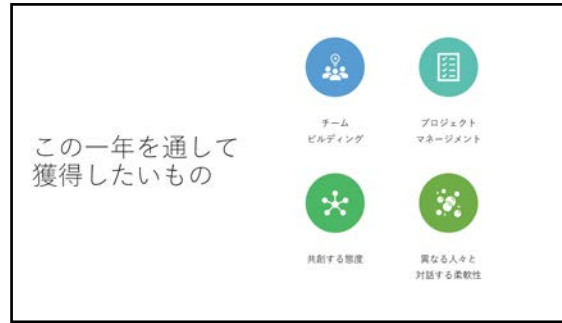 この一年を通して
獲得したいもの
チーム
ビルディング
プロジェクト
マネージメント
共創する態度
異なる人々と
対話する柔軟性